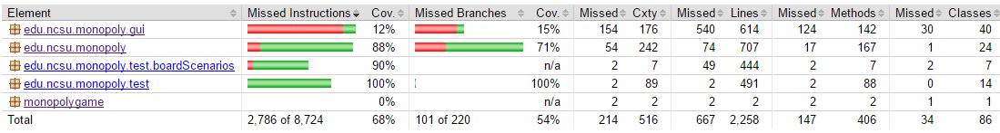 Element Missed Instructions Cov. Missed Branches Cov. Missed Cxty Missed Lines Missed Methods Missed Classes
edu.ncsu.monopoly.gui 12% 15% 154 176 540 614 124 142 30 40
edu.ncsu.monopoly 88% 71% 54 242 74 707 17 167 1 24
edu.ncsu.monopoly.test.boardScenarios 90% n/a 2 7 49 444 2 7 2 7
edu.ncsu.monopoly.test 100% 100% 2 89 2 491 2 88 0 14
monopolygame 0% n/a 2 2 2 2 2 2 1 1
Total 2,786 of 8,724 68% 101 of 220 54% 214 516 667 2,258 147 406 34 86